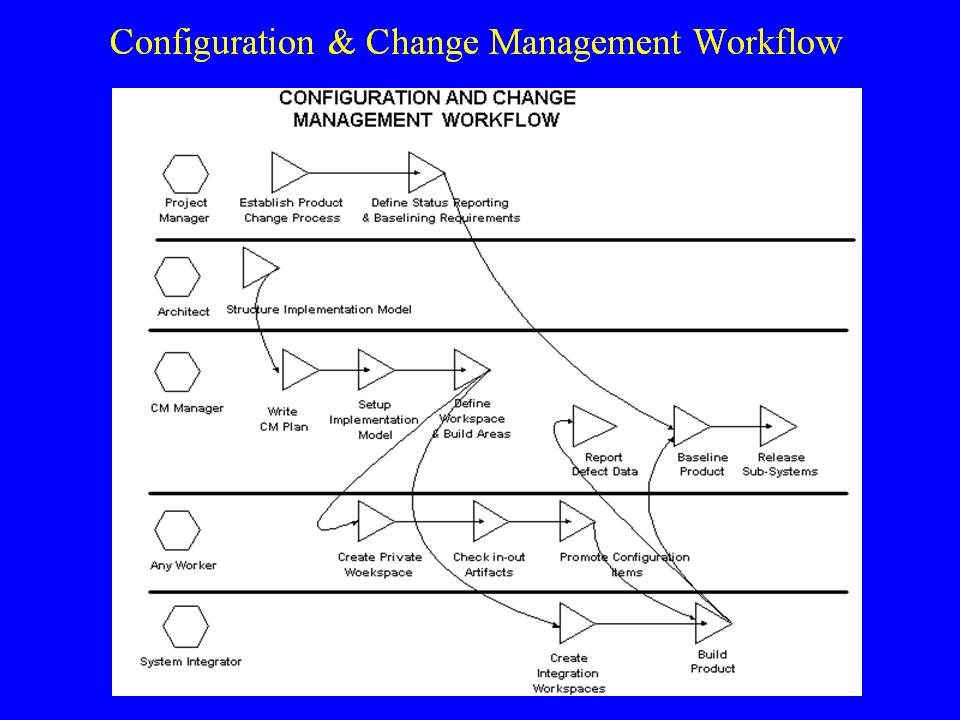 Configuration & Change Management Workflow
CONFIGURATION AND CHANGE
MANAGEMENT WORKFLOW
Project
Manager
Establish Product
Change Process
Define Status Reporting
& Baselining Requirements
Architect
Structure Implementation Model
CM Manager
Write
CM Plan
Setup
Implementation
Model
Define
Workspace
& Build Areas
Report
Defect Data
Baseline
Product
Release
Sub-Systems
Any Worker
Create Private
Woekspace
Check in-out
Artifacts
Promote Configuration
Items
System Integrator
Create
Integration
Workspaces
Build
Product